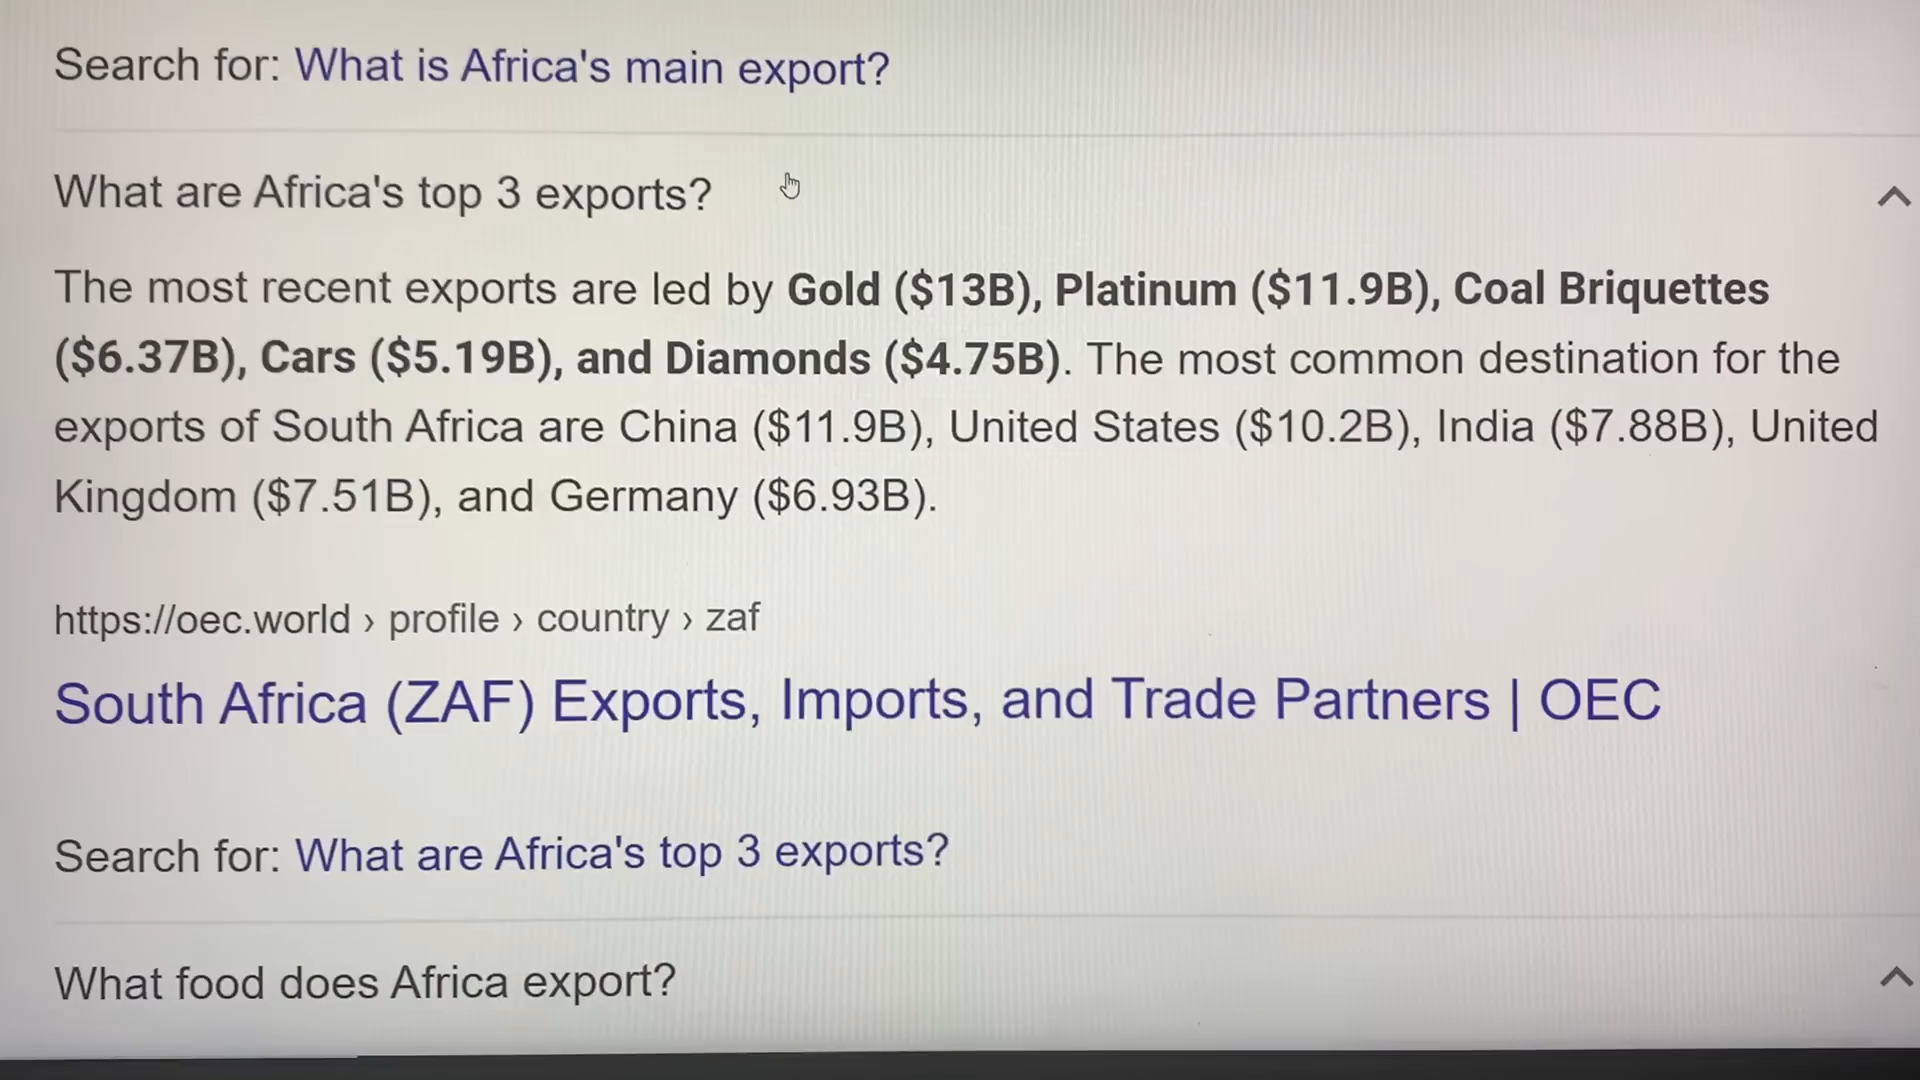 Search for: What is Africa's main export?
What are Africa's top 3 exports?
The most recent exports are led by Gold ($13B), Platinum ($11.9B), Coal Briquettes
($6.37B), Cars ($5.19B), and Diamonds ($4.75B). The most common destination for the
exports of South Africa are China ($11.9B), United States ($10.2B), India ($7.88B), United
Kingdom ($7.51B), and Germany ($6.93B).
https://oec.world › profile › country › zaf
South Africa (ZAF) Exports, Imports, and Trade Partners | OEC
Search for: What are Africa's top 3 exports?
What food does Africa export?